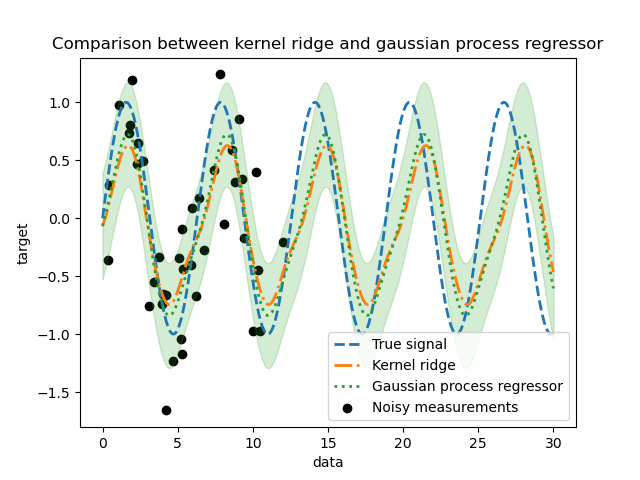 Comparison between kernel ridge and gaussian process regressor
1.0
0.5
0.0
−0.5
−1.0
−1.5
target
0 5 10 15 20 25 30
data
True signal
Kernel ridge
Gaussian process regressor
Noisy measurements